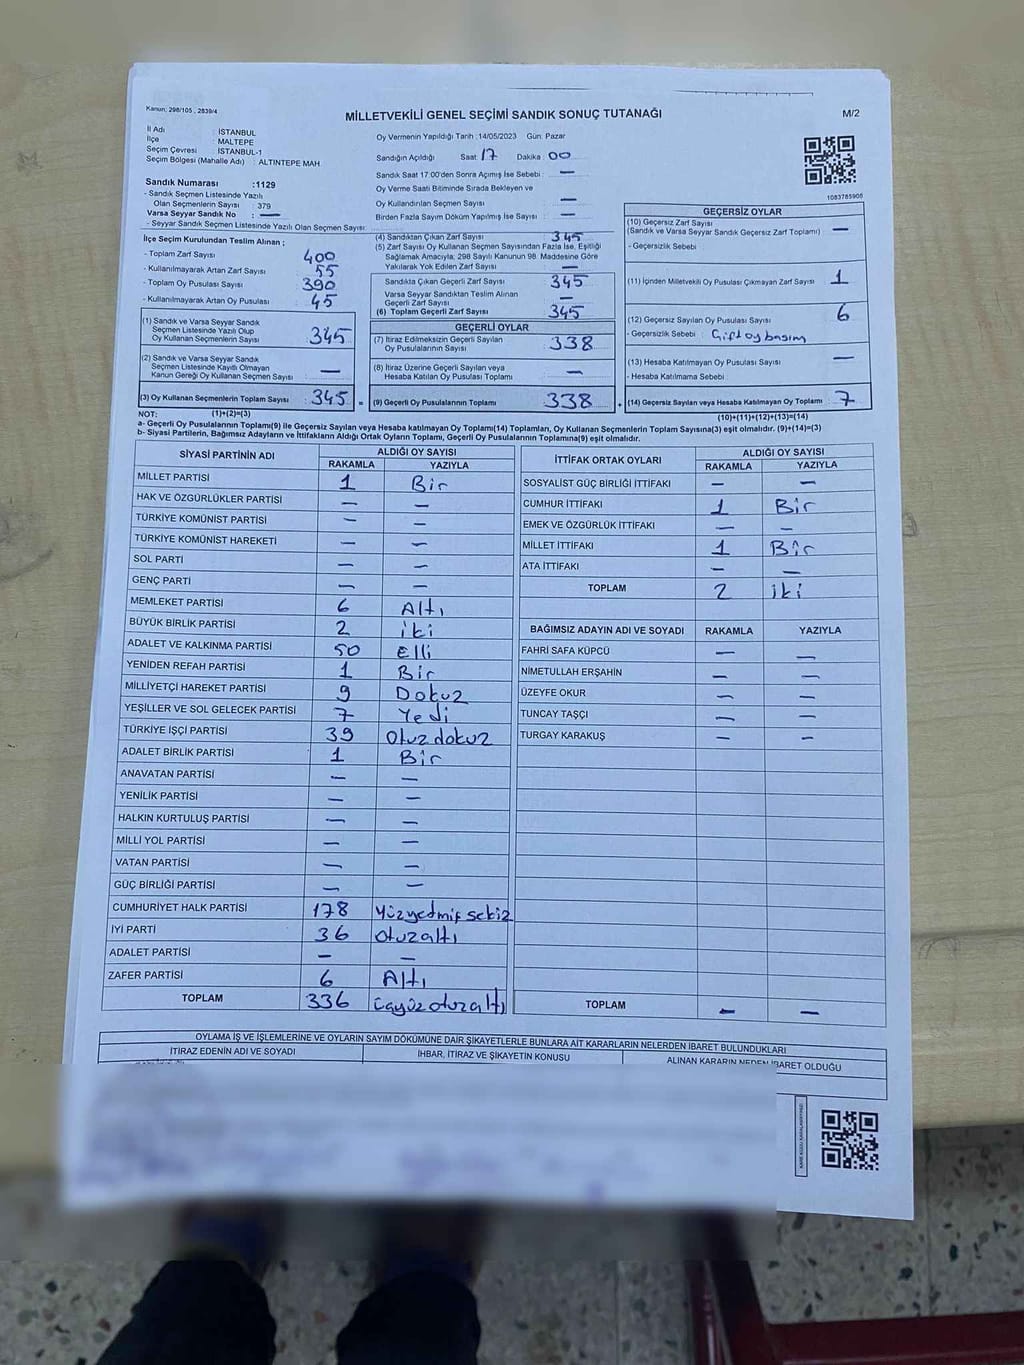 Kanun: 298/105 , 2839/4
MİLLETVEKİLİ GENEL SEÇİMİ SANDIK SONUÇ TUTANAĞI
M/2
İl Adı : İSTANBUL
İlçe : MALTEPE
Seçim Çevresi : İSTANBUL-1
Seçim Bölgesi (Mahalle Adı) : ALTINTEPE MAH
Oy Vermenin Yapıldığı Tarih :14/05/2023 Gün: Pazar
Sandığın Açıldığı Saat 17 Dakika : 00
Sandık Saat 17:00'den Sonra Açımış İse Sebebi : —
Oy Verme Saati Bitiminde Sırada Bekleyen ve
Oy Kullandırılan Seçmen Sayısı : —
Birden Fazla Sayım Döküm Yapılmış İse Sayısı : —
1083785908
Sandık Numarası :1129
- Sandık Seçmen Listesinde Yazılı
Olan Seçmenlerin Sayısı : 379
Varsa Seyyar Sandık No : —
- Seyyar Sandık Seçmen Listesinde Yazılı Olan Seçmen Sayısı :
İlçe Seçim Kurulundan Teslim Alınan ;
- Toplam Zarf Sayısı 400
- Kullanılmayarak Artan Zarf Sayısı 55
- Toplam Oy Pusulası Sayısı 390
- Kullanılmayarak Artan Oy Pusulası 45
(1) Sandık ve Varsa Seyyar Sandık
Seçmen Listesinde Yazılı Olup
Oy Kullanan Seçmenlerin Sayısı 345
(2) Sandık ve Varsa Seyyar Sandık
Seçmen Listesinde Kayıtlı Olmayan
Kanun Gereği Oy Kullanan Seçmen Sayısı —
(3) Oy Kullanan Seçmenlerin Toplam Sayısı 345 =
(1)+(2)=(3)
(4) Sandıktan Çıkan Zarf Sayısı 345
(5) Zarf Sayısı Oy Kullanan Seçmen Sayısından Fazla İse, Eşitliği
Sağlamak Amacıyla, 298 Sayılı Kanunun 98. Maddesine Göre
Yakılarak Yok Edilen Zarf Sayısı —
Sandıkta Çıkan Geçerli Zarf Sayısı 345
Varsa Seyyar Sandıktan Teslim Alınan
Geçerli Zarf Sayısı —
(6) Toplam Geçerli Zarf Sayısı 345
GEÇERLİ OYLAR
(7) İtiraz Edilmeksizin Geçerli Sayılan
Oy Pusulalarının Sayısı 338
(8) İtiraz Üzerine Geçerli Sayılan veya
Hesaba Katılan Oy Pusulası Toplamı —
(9) Geçerli Oy Pusulalarının Toplamı 338 +
GEÇERSİZ OYLAR
(10) Geçersiz Zarf Sayısı
(Sandık ve Varsa Seyyar Sandık Geçersiz Zarf Toplamı) —
- Geçersizlik Sebebi
(11) İçinden Milletvekili Oy Pusulası Çıkmayan Zarf Sayısı 1
(12) Geçersiz Sayılan Oy Pusulası Sayısı 6
- Geçersizlik Sebebi : Çift oy basım
(13) Hesaba Katılmayan Oy Pusulası Sayısı —
- Hesaba Katılmama Sebebi
(14) Geçersiz Sayılan veya Hesaba Katılmayan Oy Toplamı 7
(10)+(11)+(12)+(13)=(14)
NOT:
a- Geçerli Oy Pusulalarının Toplamı(9) ile Geçersiz Sayılan veya Hesaba Katılmayan Oy Toplamı(14) Toplamları, Oy Kullanan Seçmenlerin Toplam Sayısına(3) eşit olmalıdır. (9)+(14)=(3)
b- Siyasi Partilerin, Bağımsız Adayların ve İttifakların Aldığı Ortak Oyların Toplamı, Geçerli Oy Pusulalarının Toplamına(9) eşit olmalıdır.
SİYASİ PARTİNİN ADI ALDIĞI OY SAYISI
RAKAMLA YAZIYLA
MİLLET PARTİSİ 1 Bir
HAK VE ÖZGÜRLÜKLER PARTİSİ — —
TÜRKİYE KOMÜNİST PARTİSİ — —
TÜRKİYE KOMÜNİST HAREKETİ — —
SOL PARTİ — —
GENÇ PARTİ — —
MEMLEKET PARTİSİ 6 Altı
BÜYÜK BİRLİK PARTİSİ 2 iki
ADALET VE KALKINMA PARTİSİ 50 Elli
YENİDEN REFAH PARTİSİ 1 Bir
MİLLİYETÇİ HAREKET PARTİSİ 9 Dokuz
YEŞİLLER VE SOL GELECEK PARTİSİ 7 Yedi
TÜRKİYE İŞÇİ PARTİSİ 39 Otuz dokuz
ADALET BİRLİK PARTİSİ 1 Bir
ANAVATAN PARTİSİ — —
YENİLİK PARTİSİ — —
HALKIN KURTULUŞ PARTİSİ — —
MİLLİ YOL PARTİSİ — —
VATAN PARTİSİ — —
GÜÇ BİRLİĞİ PARTİSİ — —
CUMHURİYET HALK PARTİSİ 178 Yüzyetmiş sekiz
İYİ PARTİ 36 Otuzaltı
ADALET PARTİSİ — —
ZAFER PARTİSİ 6 Altı
TOPLAM 336 üçyüz otuz altı
İTTİFAK ORTAK OYLARI ALDIĞI OY SAYISI
RAKAMLA YAZIYLA
SOSYALİST GÜÇ BİRLİĞİ İTTİFAKI — —
CUMHUR İTTİFAKI 1 Bir
EMEK VE ÖZGÜRLÜK İTTİFAKI — —
MİLLET İTTİFAKI 1 Bir
ATA İTTİFAKI — —
TOPLAM 2 iki
BAĞIMSIZ ADAYIN ADI VE SOYADI RAKAMLA YAZIYLA
FAHRİ SAFA KÜPCÜ — —
NİMETULLAH ERŞAHİN — —
ÜZEYFE OKUR — —
TUNCAY TAŞÇI — —
TURGAY KARAKUŞ — —
TOPLAM — —
OYLAMA İŞ VE İŞLEMLERİNE VE OYLARIN SAYIM DÖKÜMÜNE DAİR ŞİKAYETLERLE BUNLARA AİT KARARLARIN NELERDEN İBARET BULUNDUKLARI
İTİRAZ EDENİN ADI VE SOYADI İHBAR, İTİRAZ VE ŞİKAYETİN KONUSU ALINAN KARARIN NEDEN İBARET OLDUĞU